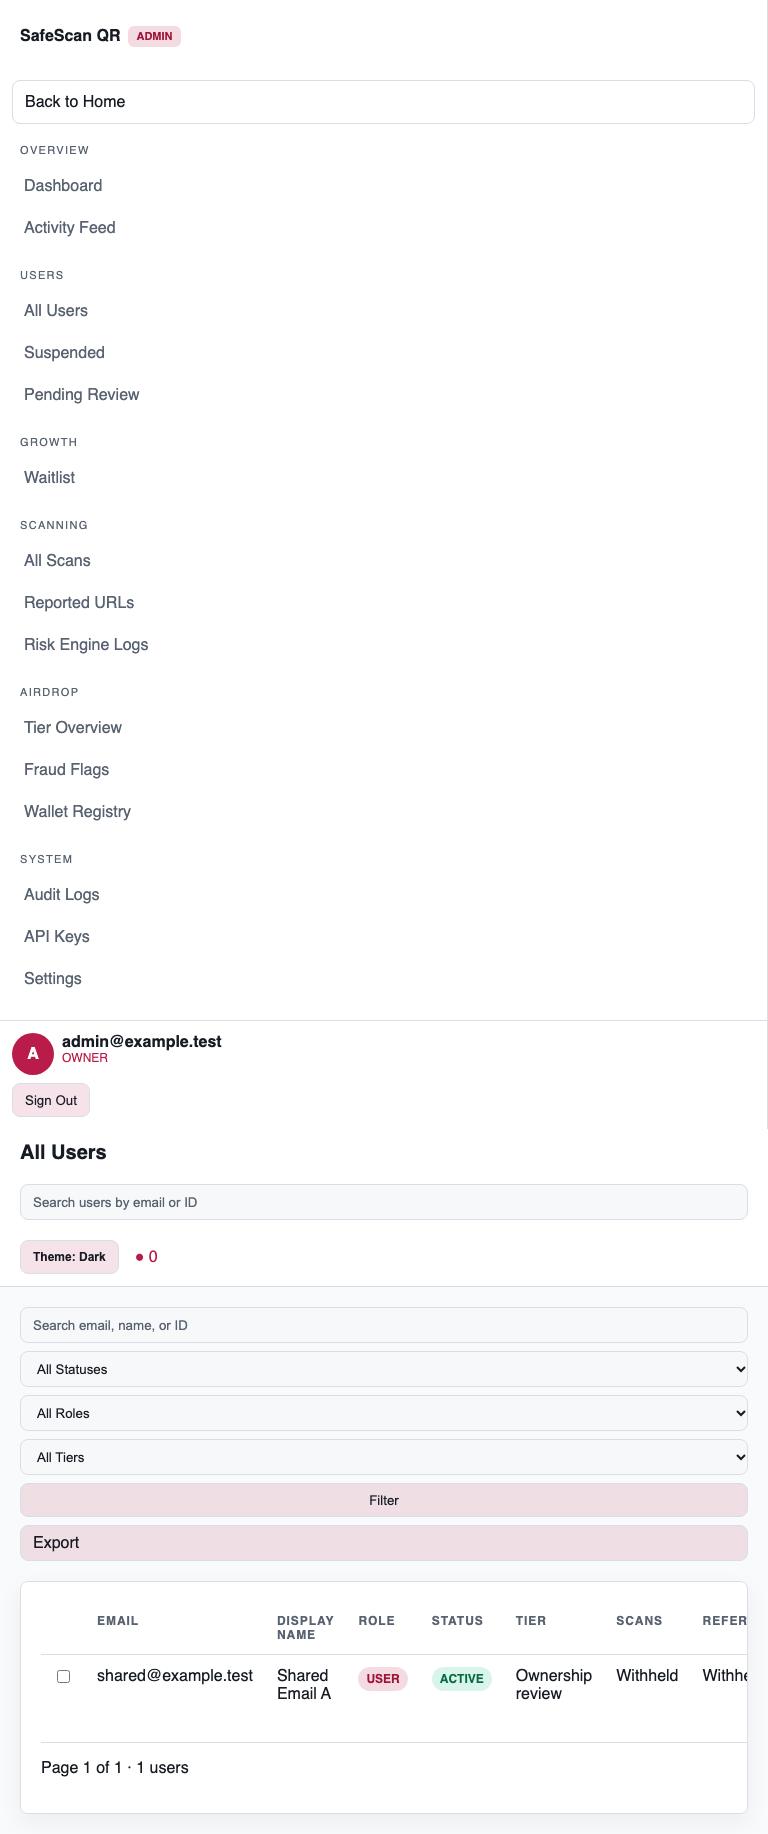 SafeScan QR ADMIN
Back to Home
OVERVIEW
Dashboard
Activity Feed
USERS
All Users
Suspended
Pending Review
GROWTH
Waitlist
SCANNING
All Scans
Reported URLs
Risk Engine Logs
AIRDROP
Tier Overview
Fraud Flags
Wallet Registry
SYSTEM
Audit Logs
API Keys
Settings
A admin@example.test
OWNER
Sign Out
All Users
Search users by email or ID
Theme: Dark ● 0
Search email, name, or ID
All Statuses
All Roles
All Tiers
Filter
Export
EMAIL DISPLAY NAME ROLE STATUS TIER SCANS REFER
shared@example.test Shared Email A USER ACTIVE Ownership review Withheld Withhe
Page 1 of 1 · 1 users